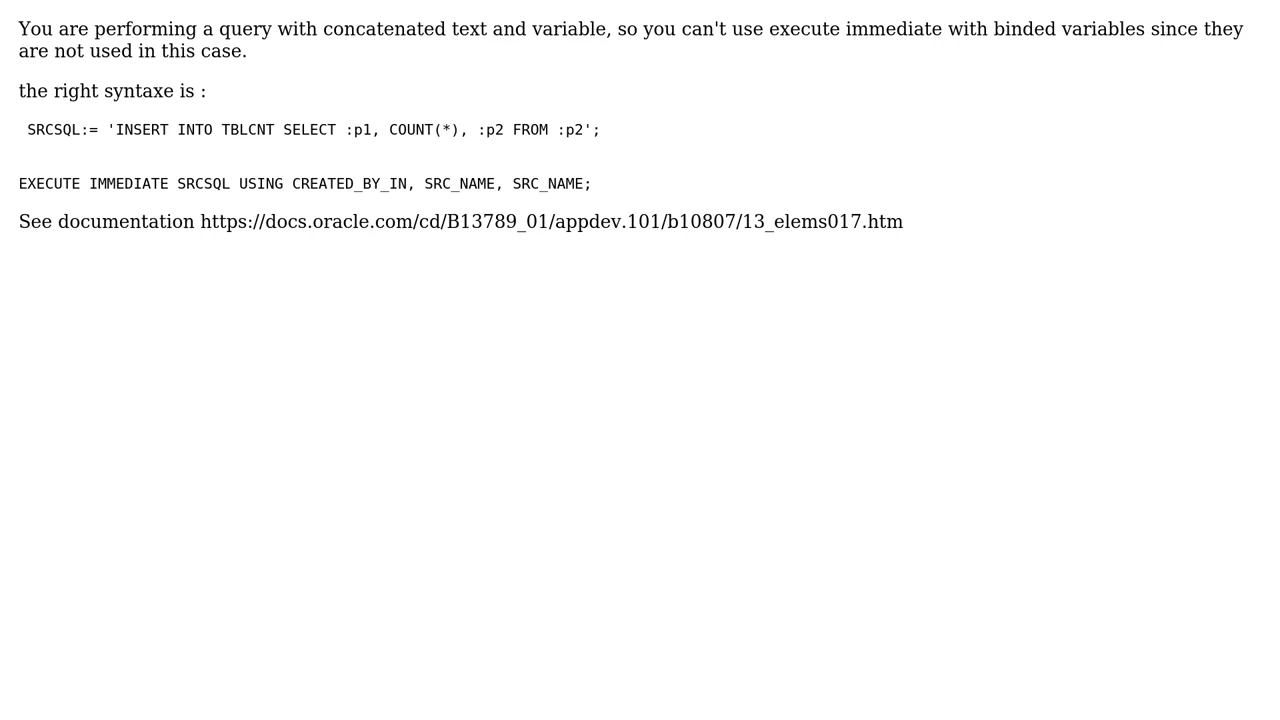 You are performing a query with concatenated text and variable, so you can't use execute immediate with binded variables since they
are not used in this case.
the right syntaxe is :
SRCSQL:= 'INSERT INTO TBLCNT SELECT :p1, COUNT(*), :p2 FROM :p2';
EXECUTE IMMEDIATE SRCSQL USING CREATED_BY_IN, SRC_NAME, SRC_NAME;
See documentation https://docs.oracle.com/cd/B13789_01/appdev.101/b10807/13_elems017.htm